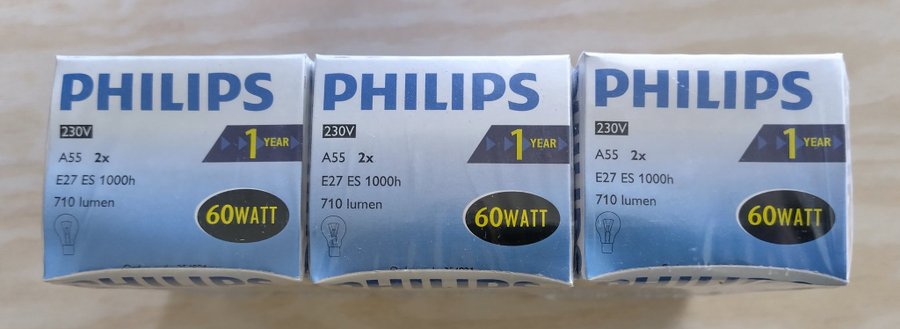 PHILIPS
230V
1 YEAR
A55 2x
E27 ES 1000h
710 lumen
60WATT
PHILIPS
230V
1 YEAR
A55 2x
E27 ES 1000h
710 lumen
60WATT
PHILIPS
PHILIPS
230V
1 YEAR
A55 2x
E27 ES 1000h
710 lumen
60WATT